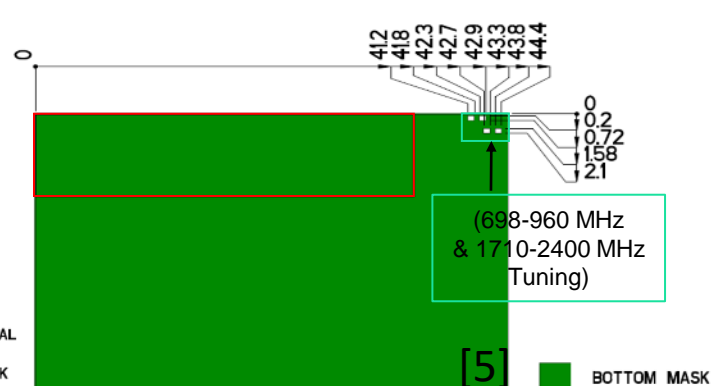 0
41.2
41.8
42.3
42.7
42.9
43.3
43.8
44.4
0
0.2
0.72
1.58
2.1
(698-960 MHz
& 1710-2400 MHz
Tuning)
AL
K
[5]
BOTTOM MASK